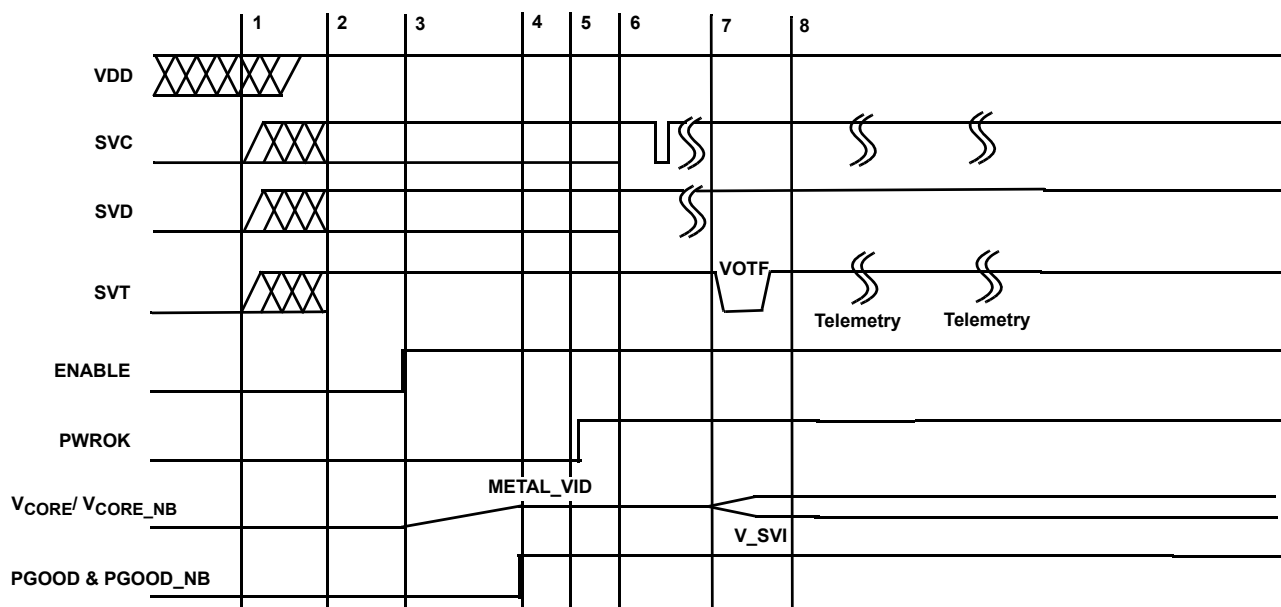 1 2 3 4 5 6 7 8
VDD
SVC
SVD
SVT
VOTF
Telemetry Telemetry
ENABLE
PWROK
METAL_VID
VCORE/ VCORE_NB
V_SVI
PGOOD & PGOOD_NB